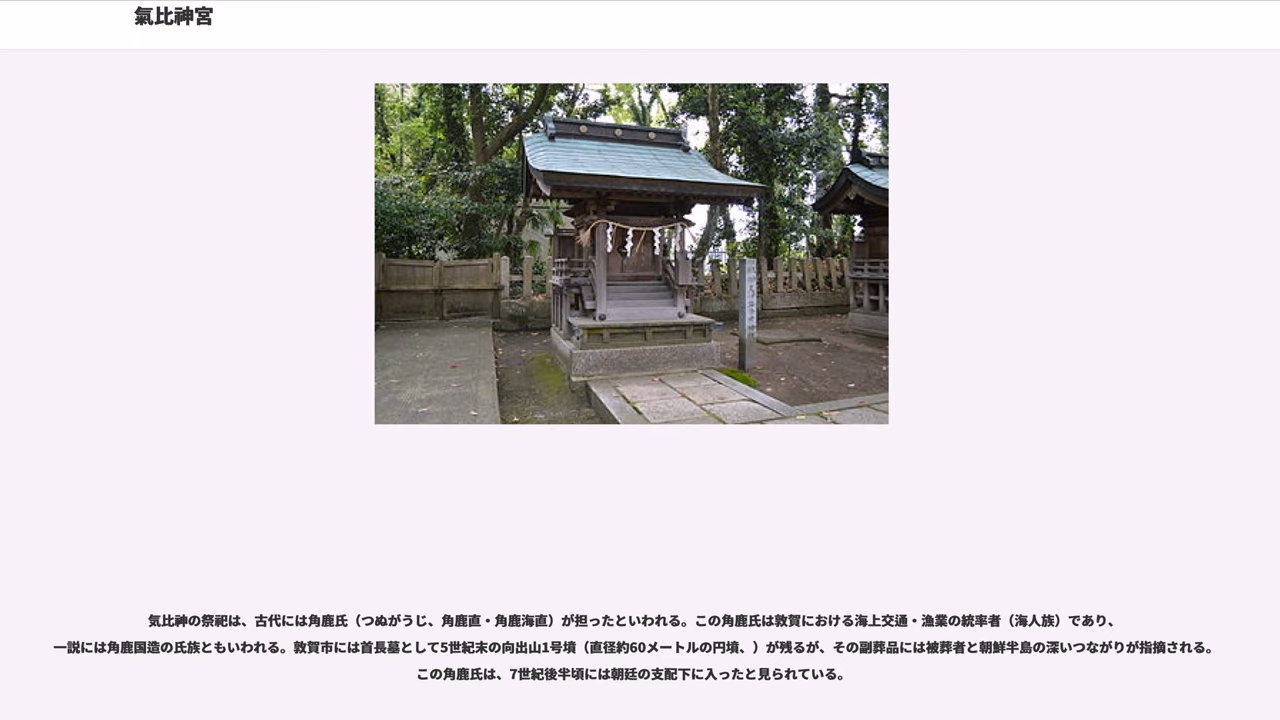 氣比神宮
気比神の祭祀は、古代には角鹿氏（つぬがうじ、角鹿直・角鹿海直）が担ったといわれる。この角鹿氏は敦賀における海上交通・漁業の統率者（海人族）であり、
一説には角鹿国造の氏族ともいわれる。敦賀市には首長墓として5世紀末の向出山1号墳（直径約60メートルの円墳、）が残るが、その副葬品には被葬者と朝鮮半島の深いつながりが指摘される。
この角鹿氏は、7世紀後半頃には朝廷の支配下に入ったと見られている。